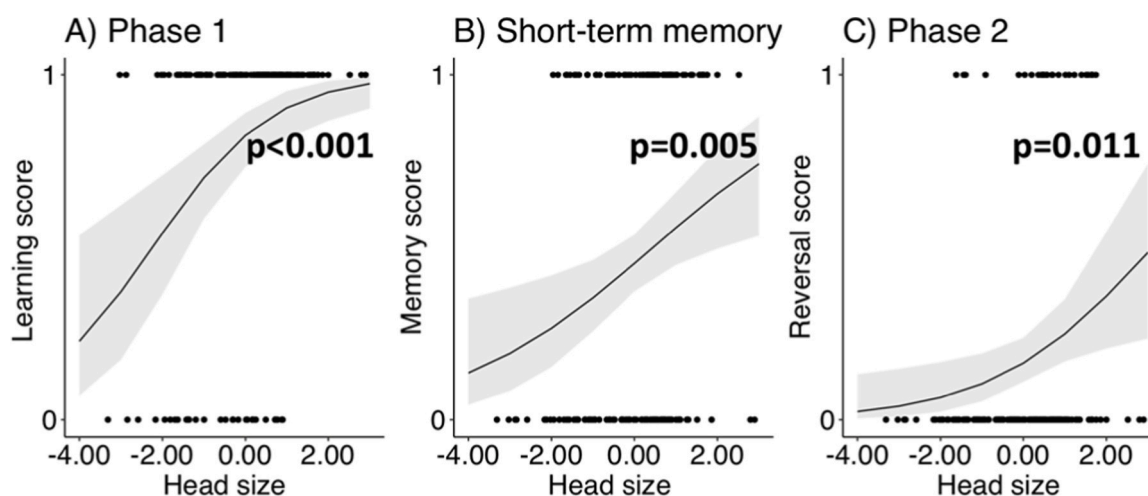 A) Phase 1
1
0
Learning score
p<0.001
-4.00 -2.00 0.00 2.00
Head size
B) Short-term memory
1
0
Memory score
p=0.005
-4.00 -2.00 0.00 2.00
Head size
C) Phase 2
1
0
Reversal score
p=0.011
-4.00 -2.00 0.00 2.00
Head size